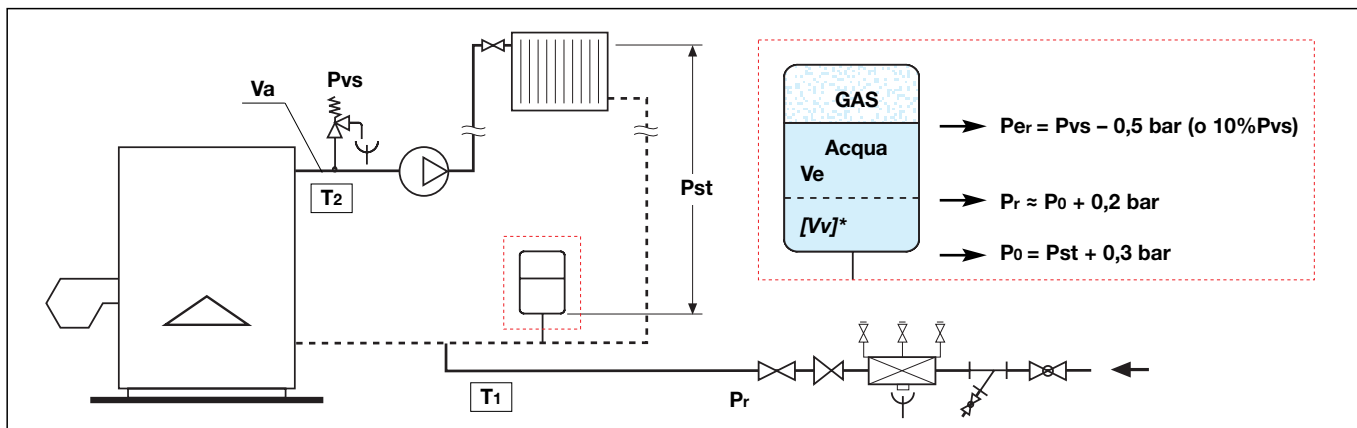 Va
Pvs
T2
Pst
T1
Pr
GAS
Acqua
Ve
[Vv]*
Per = Pvs – 0,5 bar (o 10%Pvs)
Pr ≈ P0 + 0,2 bar
P0 = Pst + 0,3 bar